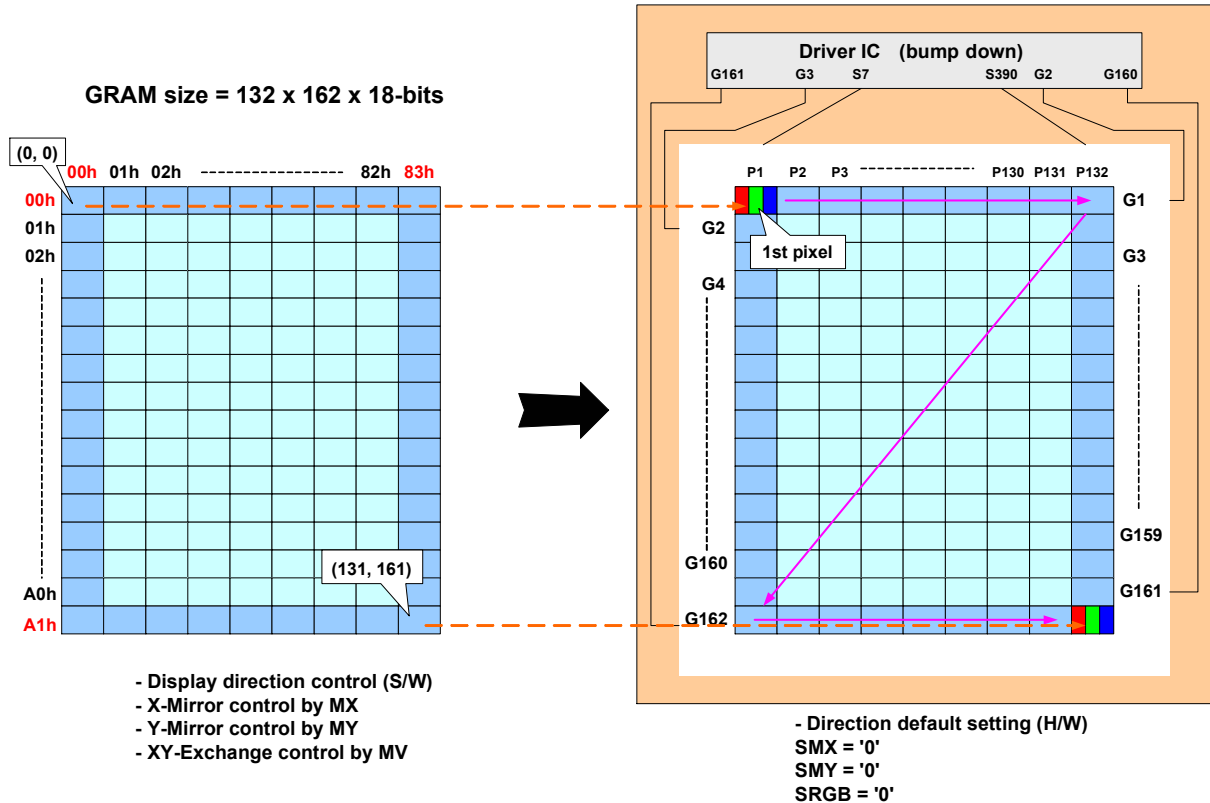 GRAM size = 132 x 162 x 18-bits
(0, 0)
00h 01h 02h 82h 83h
00h
01h
02h
A0h
A1h
(131, 161)
- Display direction control (S/W)
- X-Mirror control by MX
- Y-Mirror control by MY
- XY-Exchange control by MV
Driver IC (bump down)
G161 G3 S7 S390 G2 G160
P1 P2 P3 P130 P131 P132
G1
G2
1st pixel
G3
G4
G159
G160
G161
G162
- Direction default setting (H/W)
SMX = '0'
SMY = '0'
SRGB = '0'